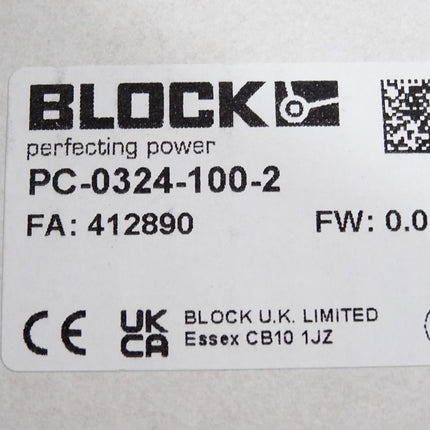 BLOCK
perfecting power
PC-0324-100-2
FA: 412890 FW: 0.0
CE UK CA BLOCK U.K. LIMITED
Essex CB10 1JZ